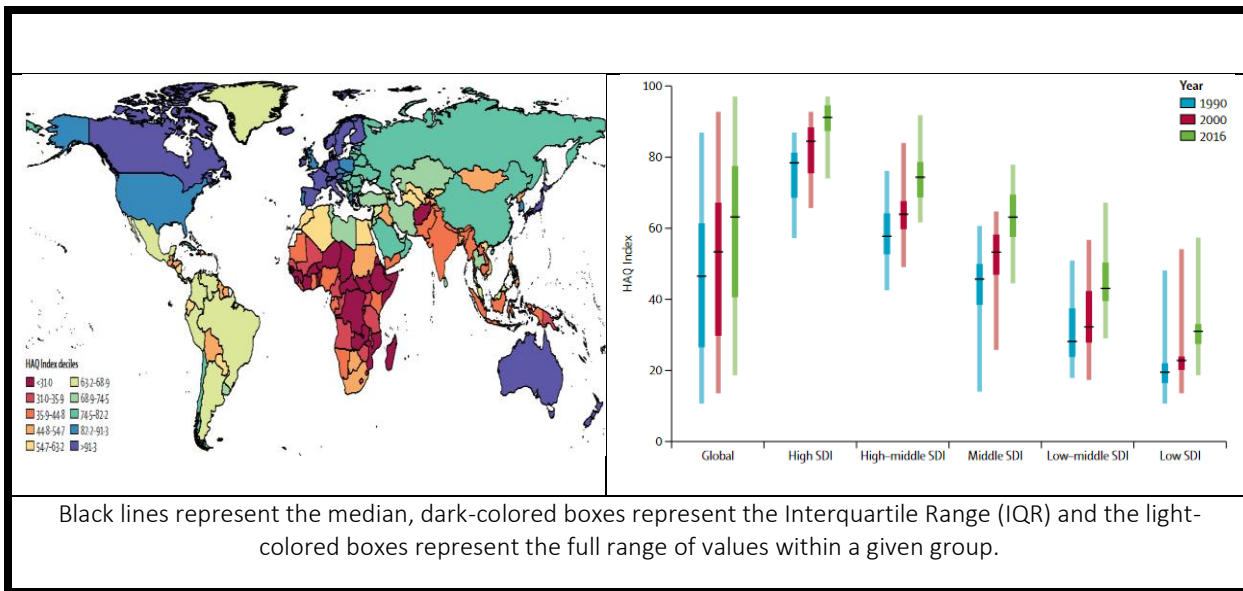 HAQ Index deciles
<31·0
63·2–68·9
31·0–35·9
68·9–74·5
35·9–44·8
74·5–82·2
44·8–54·7
82·2–91·3
54·7–63·2
>91·3
Year
1990
2000
2016
HAQ Index
100
80
60
40
20
0
Global
High SDI
High–middle SDI
Middle SDI
Low–middle SDI
Low SDI
Black lines represent the median, dark-colored boxes represent the Interquartile Range (IQR) and the light-
colored boxes represent the full range of values within a given group.